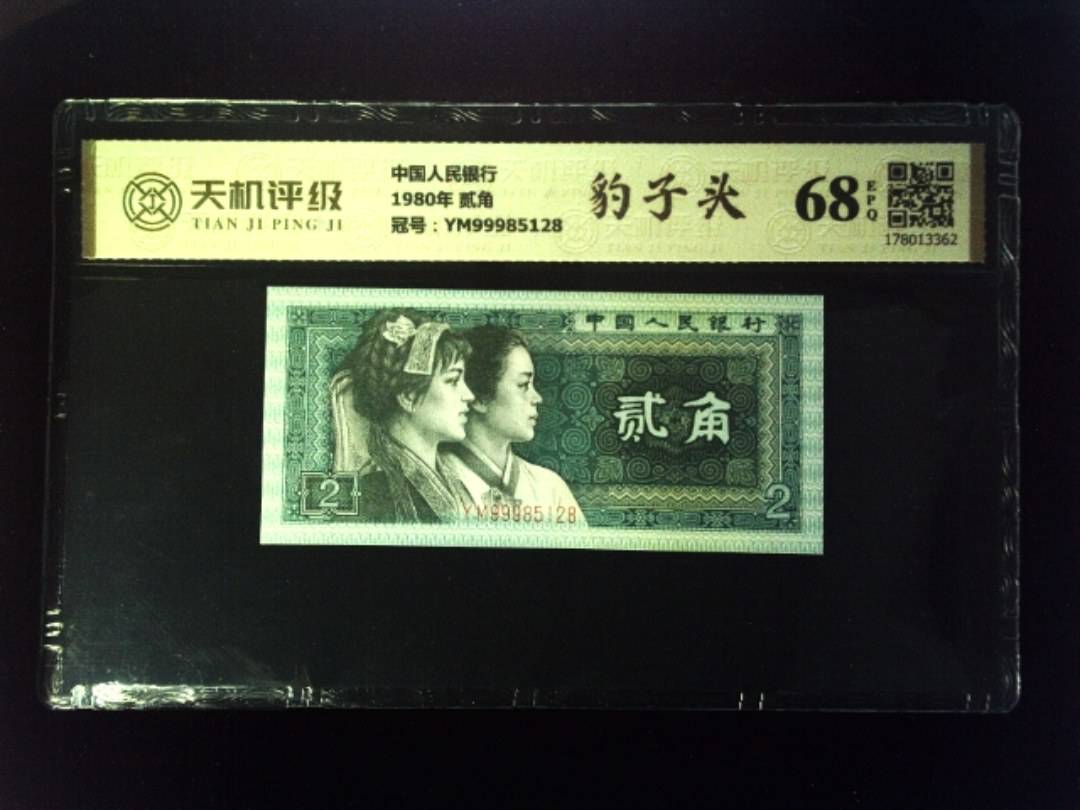 天机评级
TIAN JI PING JI
中国人民银行
1980年 贰角
冠号：YM99985128
豹子头
68
EPQ
178013362
中国人民银行
贰角
2
YM99985128
2